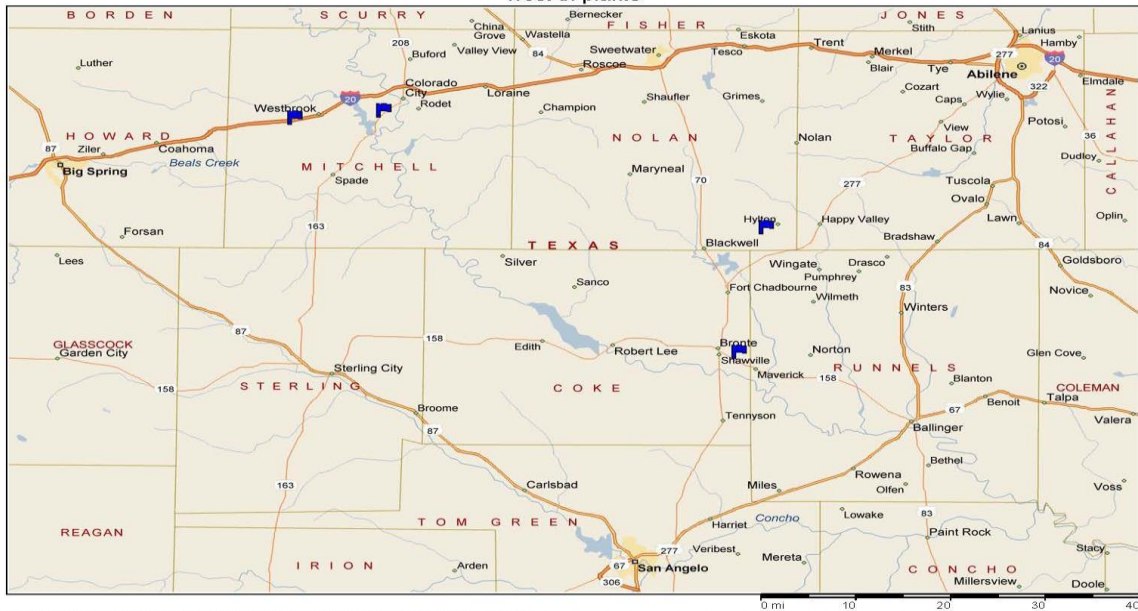 BORDEN
SCURRY
Bernecker
FISHER
JONES
China Grove
Wastella
Eskota
Stith
Lanius
Hamby
208
Buford
Valley View
84
Sweetwater
Tesco
Trent
Merkel
277
20
Luther
Roscoe
Blair
Tye
Abilene
Elmdale
Colorado City
Loraine
322
Westbrook
20
Rodet
Champion
Shaufler
Grimes
Cozart
Caps
Wylie
HOWARD
NOLAN
Nolan
View
TAYLOR
Potosi
36
87
Ziler
Coahoma
Beals Creek
MITCHELL
Buffalo Gap
Dudley
CALLAHAN
Big Spring
Spade
Maryneal
70
277
Tuscola
Ovalo
Forsan
163
Hylton
Happy Valley
Lawn
Oplin
TEXAS
Blackwell
Bradshaw
84
Lees
Silver
Wingate
Drasco
Goldsboro
Sanco
Fort Chadbourne
Pumphrey
83
Novice
Wilmeth
Winters
87
GLASSCOCK
158
Edith
Robert Lee
Bronte
Shawville
Norton
Garden City
Glen Cove
Sterling City
Maverick
RUNNELS
158
STERLING
COKE
158
Blanton
COLEMAN
Broome
67
Benoit
Talpa
87
Tennyson
Ballinger
Valera
Bethel
163
Carlsbad
Miles
Rowena
Olfen
Voss
REAGAN
TOM GREEN
Harriet
Concho
Lowake
83
Paint Rock
277
Veribest
Mereta
Stacy
IRION
Arden
67
San Angelo
CONCHO
306
Millersview
Doole
0 mi 10 20 30 40